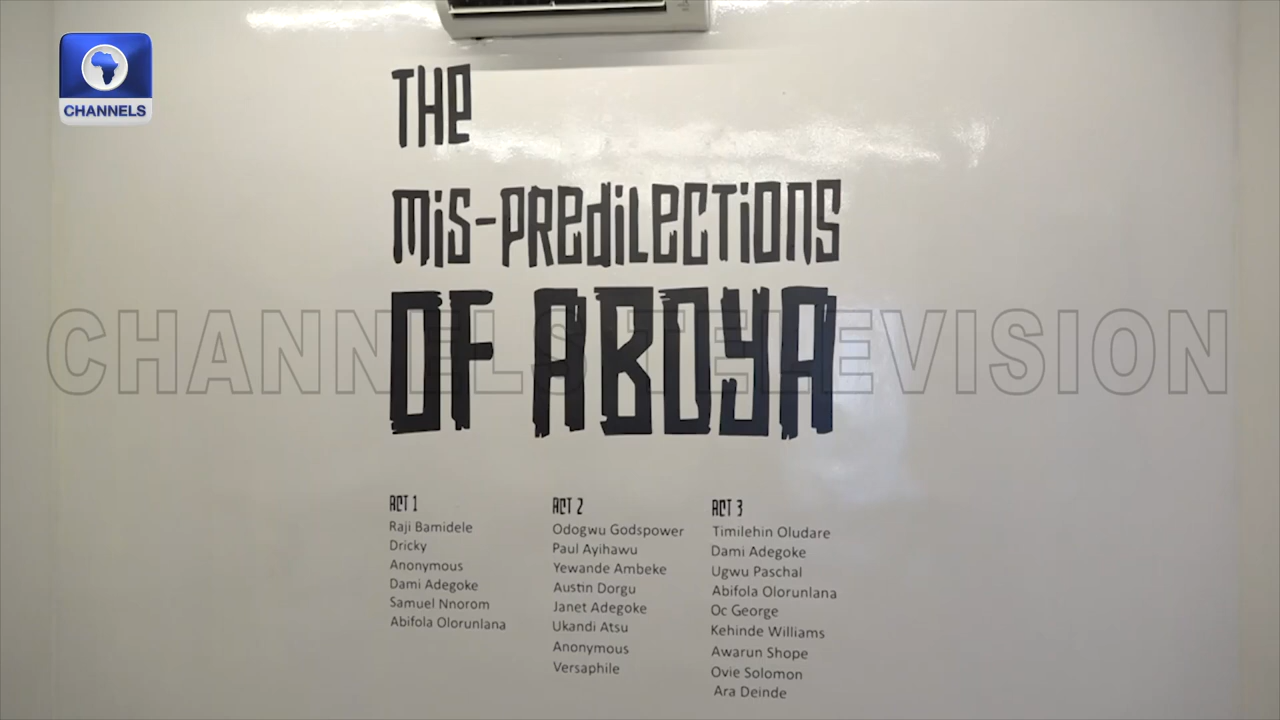 CHANNELS
THE
MiS-PREdiLECTiONS
OF ABOYA
CHANNELS TELEVISION
ACT 1
Raji Bamidele
Dricky
Anonymous
Dami Adegoke
Samuel Nnorom
Abifola Olorunlana
ACT 2
Odogwu Godspower
Paul Ayihawu
Yewande Ambeke
Austin Dorgu
Janet Adegoke
Ukandi Atsu
Anonymous
Versaphile
ACT 3
Timilehin Oludare
Dami Adegoke
Ugwu Paschal
Abifola Olorunlana
Oc George
Kehinde Williams
Awarun Shope
Ovie Solomon
Ara Deinde